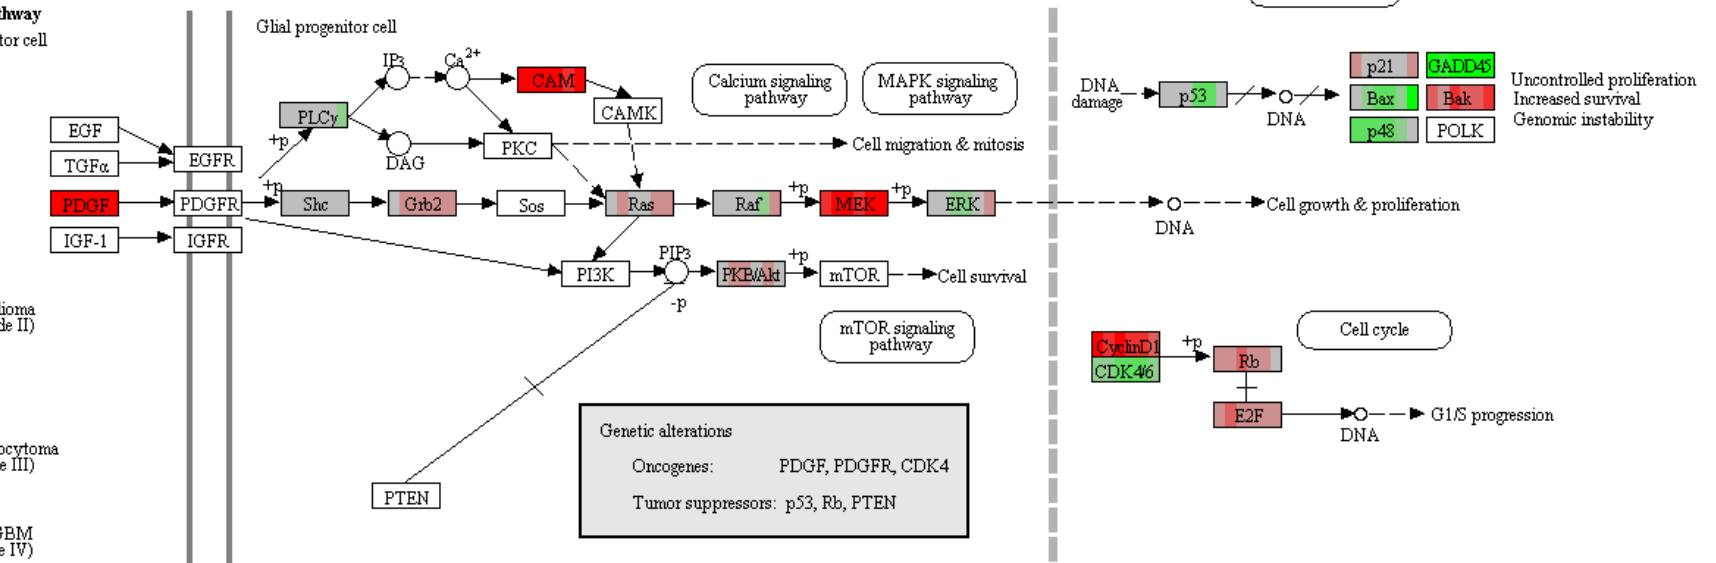 thway
tor cell
Glial progenitor cell
IP3
Ca2+
CAM
CAMK
Calcium signaling
pathway
MAPK signaling
pathway
DNA
damage
p53
DNA
p21
GADD45
Bax
Bak
p48
POLK
Uncontrolled proliferation
Increased survival
Genomic instability
PLCγ
+p
DAG
PKC
Cell migration & mitosis
EGF
TGFα
EGFR
PDGF
PDGFR
+p
Shc
Grb2
Sos
Ras
Raf
+p
MEK
+p
ERK
DNA
Cell growth & proliferation
IGF-1
IGFR
PI3K
PIP3
-p
PKB/Akt
+p
mTOR
Cell survival
lioma
de II)
mTOR signaling
pathway
CyclinD1
CDK4/6
+p
Rb
Cell cycle
E2F
DNA
G1/S progression
PTEN
Genetic alterations
Oncogenes: PDGF, PDGFR, CDK4
Tumor suppressors: p53, Rb, PTEN
ocytoma
e III)
GBM
e IV)